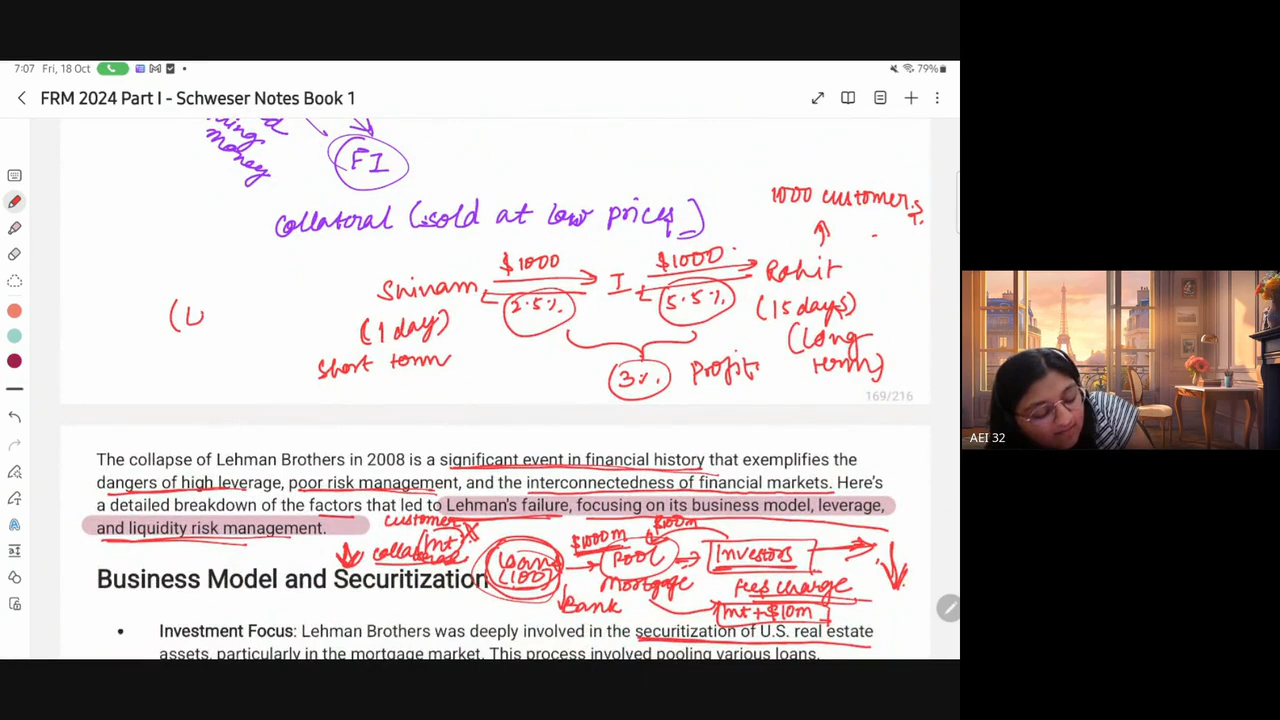 7:07 Fri, 18 Oct
79%
FRM 2024 Part I - Schweser Notes Book 1
money
FI
collateral (sold at low prices)
1000 customers
Shivam $1000 I $1000 Rohit
2.5% 5.5%
(1 day) (15 days)
short term (long term)
3% profit
169/216
The collapse of Lehman Brothers in 2008 is a significant event in financial history that exemplifies the
dangers of high leverage, poor risk management, and the interconnectedness of financial markets. Here's
a detailed breakdown of the factors that led to Lehman's failure, focusing on its business model, leverage,
and liquidity risk management.
customer
(mt) X
collateral
Loans $1000m Pool $100m Investors
(100)
Mortgage Fees charge
Bank mt + $10m
Business Model and Securitization
• Investment Focus: Lehman Brothers was deeply involved in the securitization of U.S. real estate
assets, particularly in the mortgage market. This process involved pooling various loans,
AEI 32